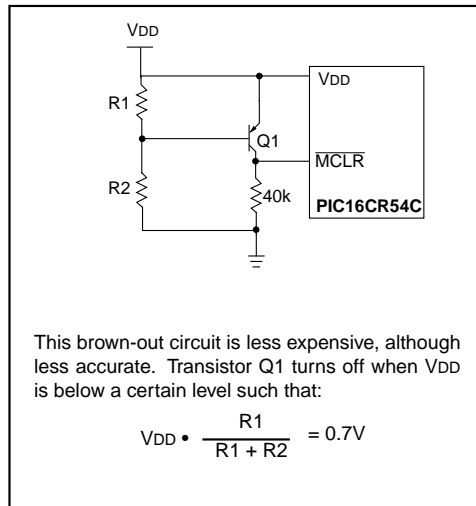 VDD
VDD
R1
Q1
MCLR
R2
40k
PIC16CR54C
This brown-out circuit is less expensive, although
less accurate. Transistor Q1 turns off when VDD
is below a certain level such that:
VDD • R1 / R1 + R2 = 0.7V